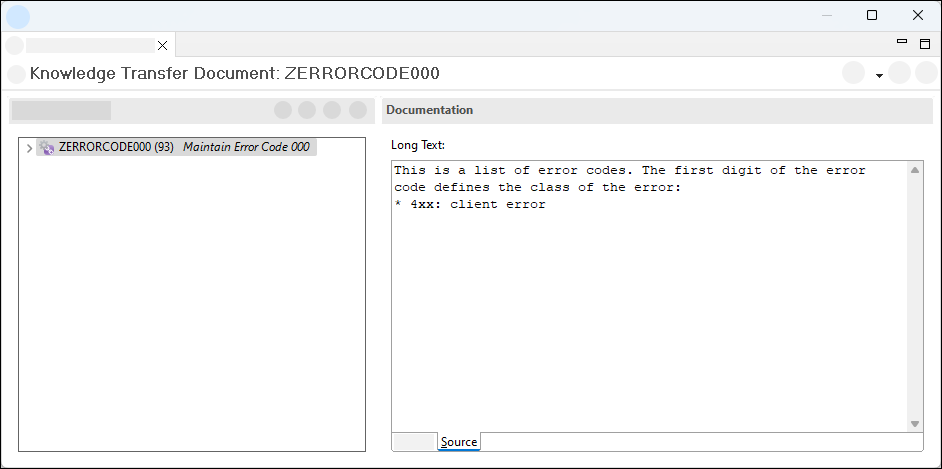 Knowledge Transfer Document: ZERRORCODE000
Documentation
ZERRORCODE000 (93) Maintain Error Code 000
Long Text:
This is a list of error codes. The first digit of the error
code defines the class of the error:
* 4xx: client error
Source